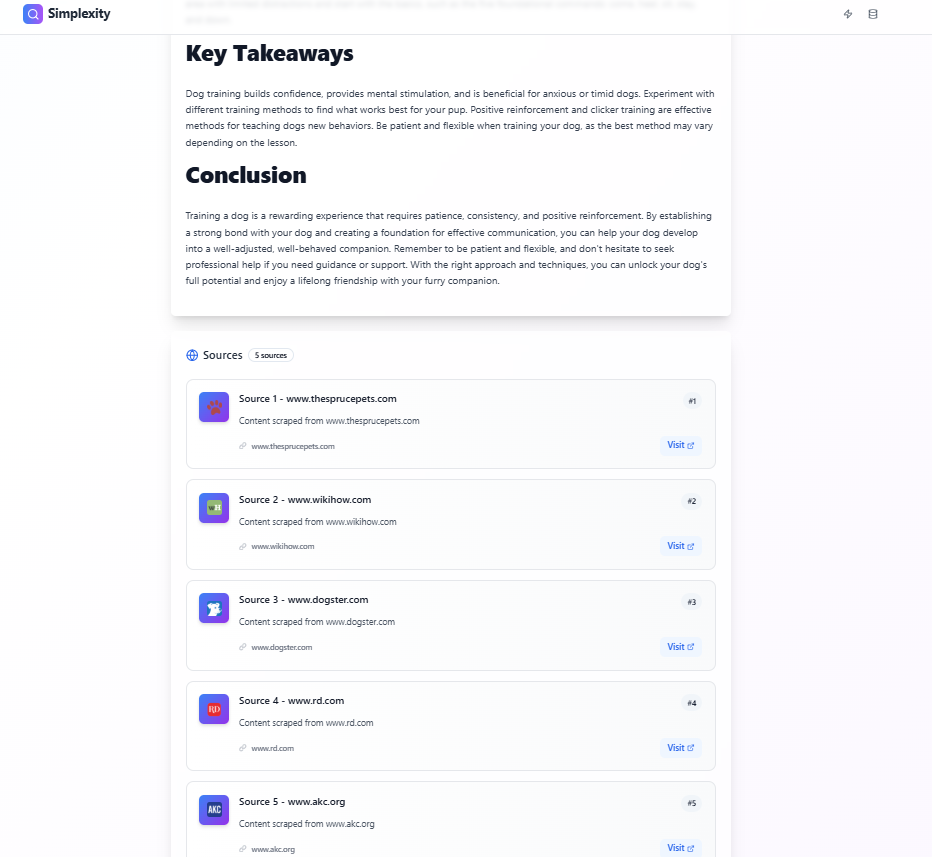 Simplexity
Key Takeaways
Dog training builds confidence, provides mental stimulation, and is beneficial for anxious or timid dogs. Experiment with
different training methods to find what works best for your pup. Positive reinforcement and clicker training are effective
methods for teaching dogs new behaviors. Be patient and flexible when training your dog, as the best method may vary
depending on the lesson.
Conclusion
Training a dog is a rewarding experience that requires patience, consistency, and positive reinforcement. By establishing
a strong bond with your dog and creating a foundation for effective communication, you can help your dog develop
into a well-adjusted, well-behaved companion. Remember to be patient and flexible, and don't hesitate to seek
professional help if you need guidance or support. With the right approach and techniques, you can unlock your dog's
full potential and enjoy a lifelong friendship with your furry companion.
Sources 5 sources
Source 1 - www.thesprucepets.com #1
Content scraped from www.thesprucepets.com
www.thesprucepets.com Visit
wH
Source 2 - www.wikihow.com #2
Content scraped from www.wikihow.com
www.wikihow.com Visit
Source 3 - www.dogster.com #3
Content scraped from www.dogster.com
www.dogster.com Visit
RD
Source 4 - www.rd.com #4
Content scraped from www.rd.com
www.rd.com Visit
AKC
Source 5 - www.akc.org #5
Content scraped from www.akc.org
www.akc.org Visit